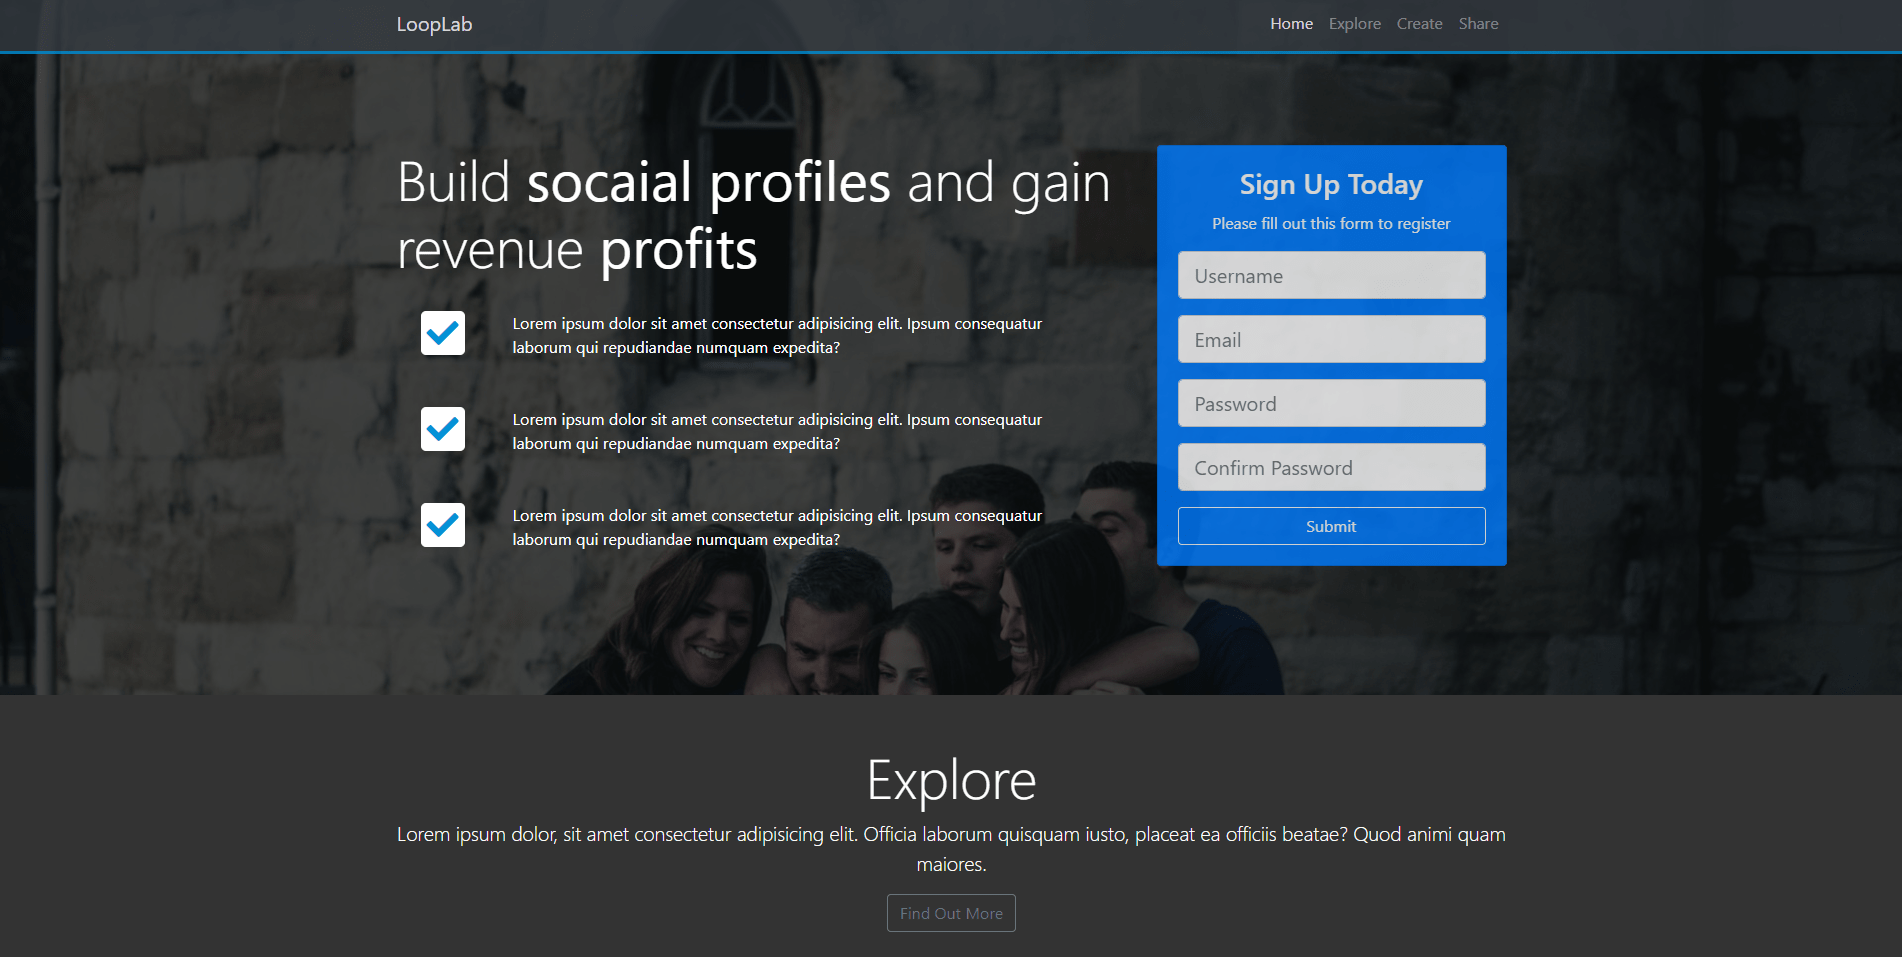 LoopLab
Home Explore Create Share
Build socaial profiles and gain
revenue profits
Lorem ipsum dolor sit amet consectetur adipisicing elit. Ipsum consequatur
laborum qui repudiandae numquam expedita?
Lorem ipsum dolor sit amet consectetur adipisicing elit. Ipsum consequatur
laborum qui repudiandae numquam expedita?
Lorem ipsum dolor sit amet consectetur adipisicing elit. Ipsum consequatur
laborum qui repudiandae numquam expedita?
Sign Up Today
Please fill out this form to register
Username
Email
Password
Confirm Password
Submit
Explore
Lorem ipsum dolor, sit amet consectetur adipisicing elit. Officia laborum quisquam iusto, placeat ea officiis beatae? Quod animi quam
maiores.
Find Out More